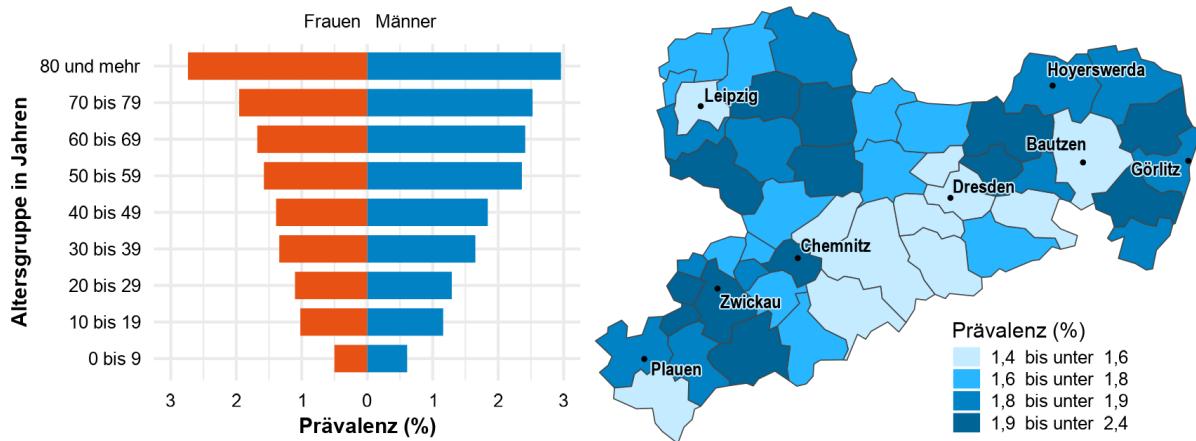 Frauen Männer
Altersgruppe in Jahren
80 und mehr
70 bis 79
60 bis 69
50 bis 59
40 bis 49
30 bis 39
20 bis 29
10 bis 19
0 bis 9
3 2 1 0 1 2 3
Prävalenz (%)
Hoyerswerda
Leipzig
Bautzen
Görlitz
Dresden
Chemnitz
Zwickau
Plauen
Prävalenz (%)
1,4 bis unter 1,6
1,6 bis unter 1,8
1,8 bis unter 1,9
1,9 bis unter 2,4